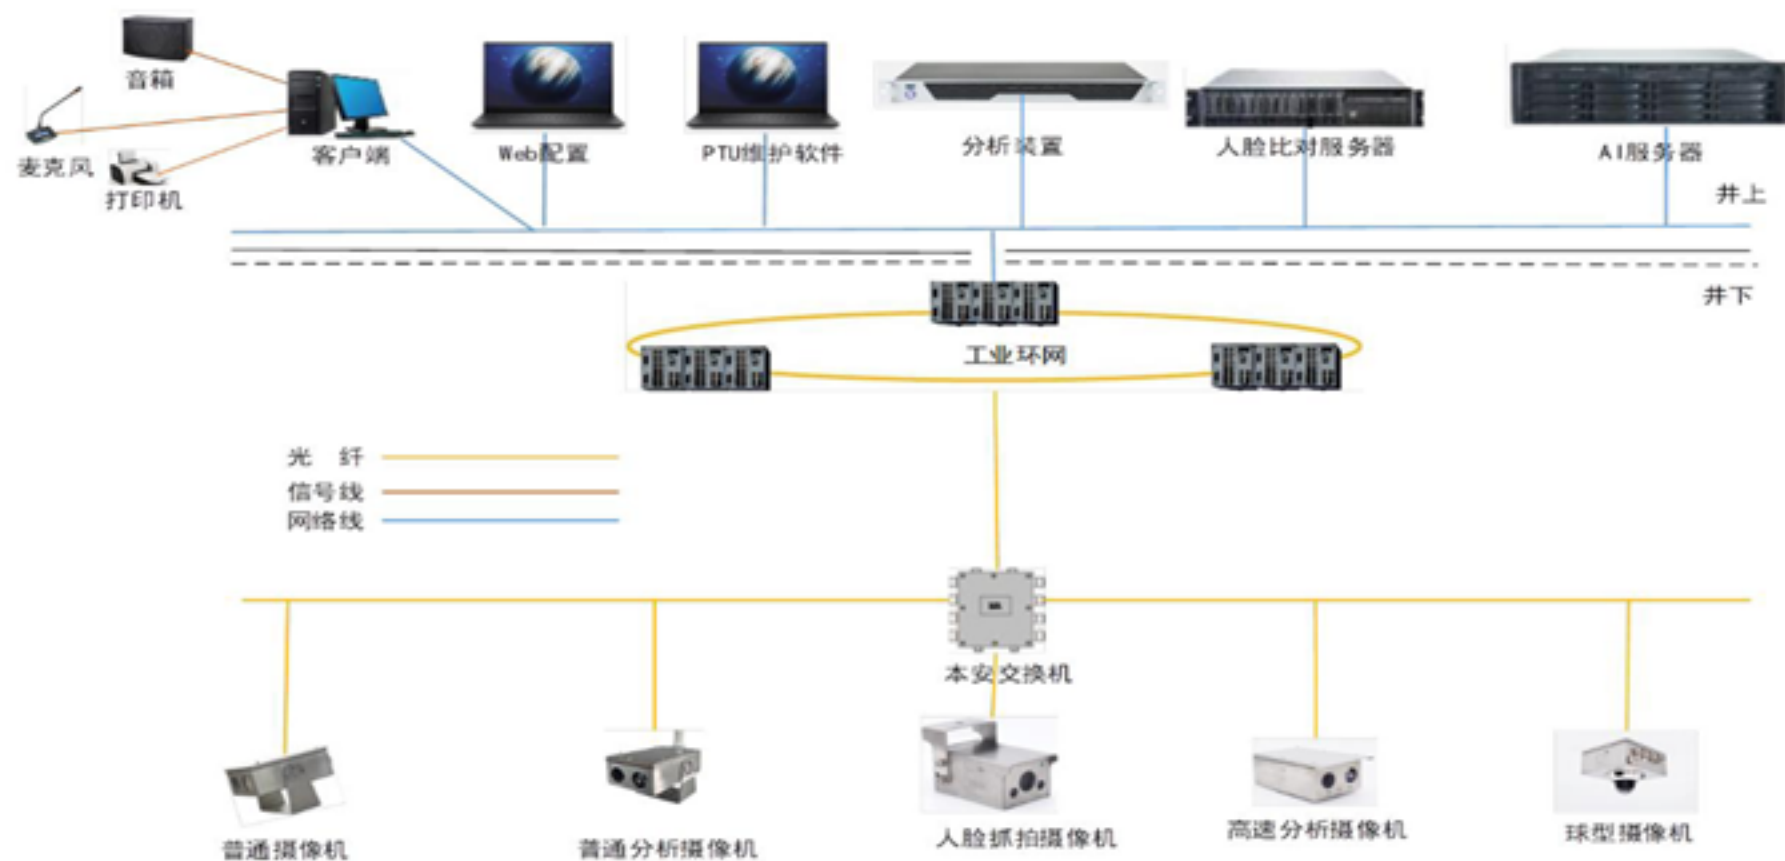 音箱
麦克风
打印机
客户端
Web配置
PTU维护软件
分析装置
人脸比对服务器
AI服务器
井上
井下
工业环网
光 纤
信号线
网络线
本安交换机
普通摄像机
普通分析摄像机
人脸抓拍摄像机
高速分析摄像机
球型摄像机